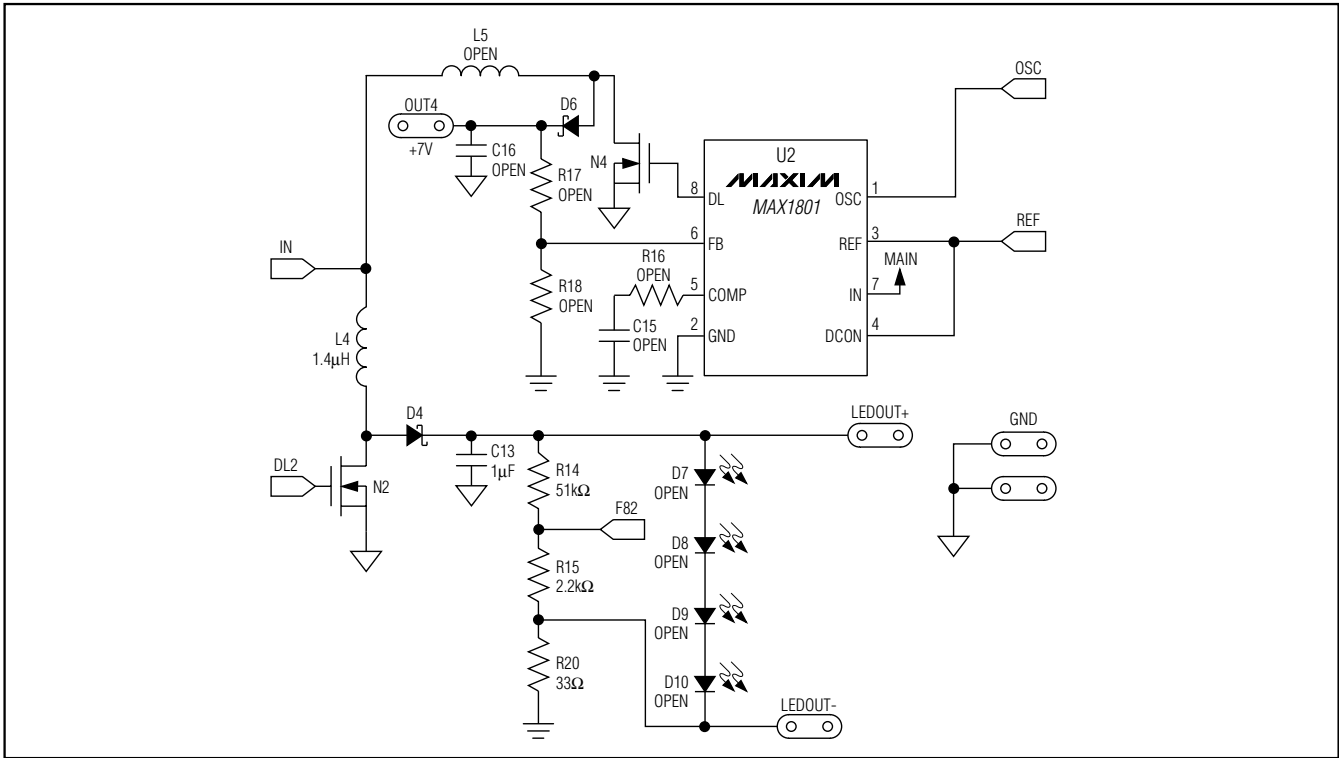 L5
OPEN
OSC
OUT4
+7V
D6
C16
OPEN
R17
OPEN
N4
U2
MAXIM
MAX1801
8
DL
OSC
1
6
FB
REF
3
REF
MAIN
IN
7
R16
OPEN
5
COMP
2
GND
DCON
4
C15
OPEN
R18
OPEN
IN
L4
1.4µH
D4
C13
1µF
DL2
N2
R14
51kΩ
F82
R15
2.2kΩ
R20
33Ω
D7
OPEN
D8
OPEN
D9
OPEN
D10
OPEN
LEDOUT+
LEDOUT-
GND